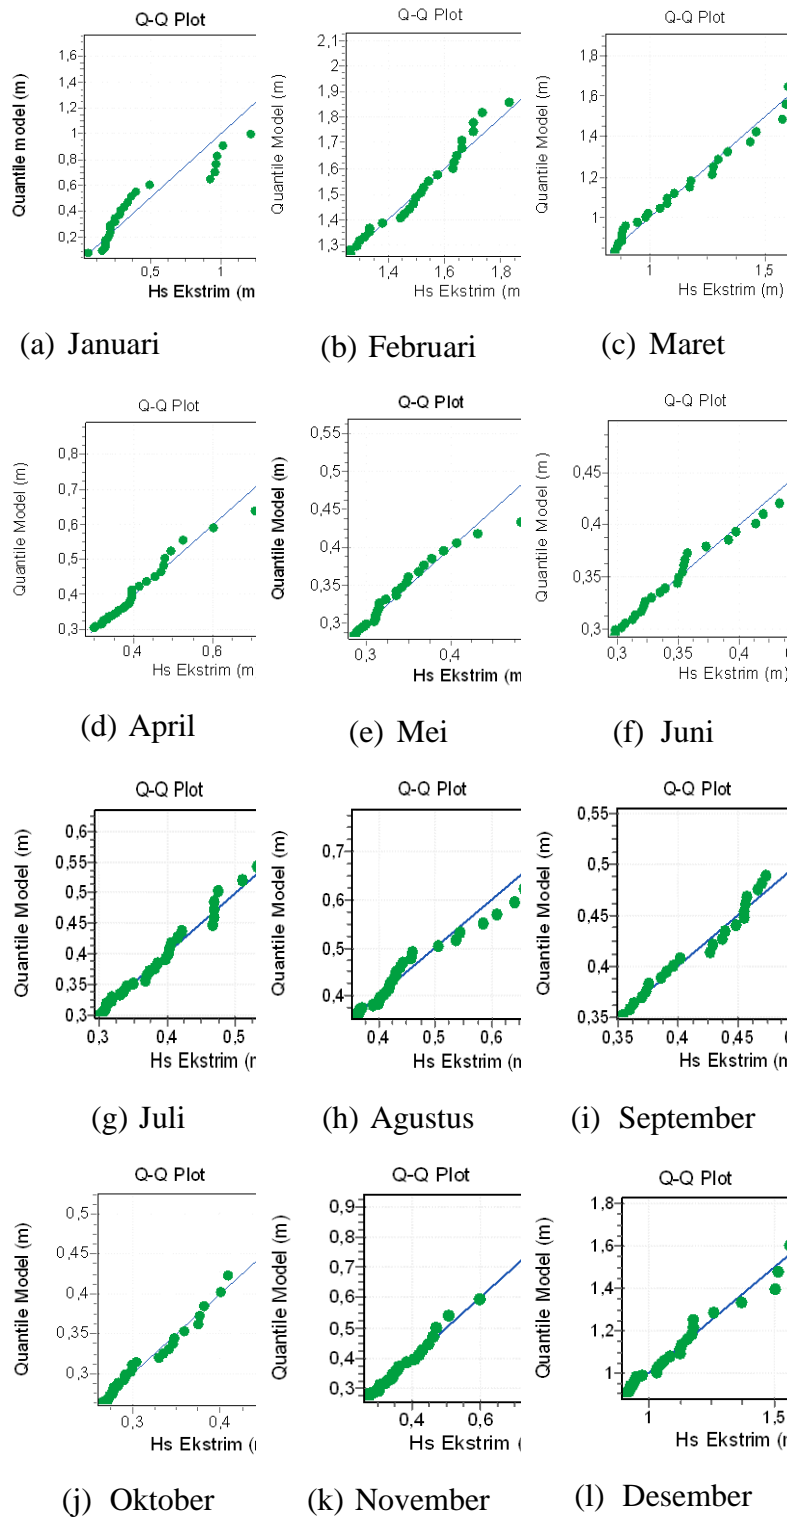 Q-Q Plot
Quantile model (m)
1,6
1,4
1,2
1
0,8
0,6
0,4
0,2
0,5
1
Hs Ekstrim (m
(a) Januari
Q-Q Plot
Quantile Model (m)
2,1
2
1,9
1,8
1,7
1,6
1,5
1,4
1,3
1,4
1,6
1,8
Hs Ekstrim (m
(b) Februari
Q-Q Plot
Quantile Model (m)
1,8
1,6
1,4
1,2
1
1
1,5
Hs Ekstrim (m)
(c) Maret
Q-Q Plot
Quantile Model (m)
0,8
0,7
0,6
0,5
0,4
0,3
0,4
0,6
Hs Ekstrim (m
(d) April
Q-Q Plot
Quantile Model (m)
0,55
0,5
0,45
0,4
0,35
0,3
0,3
0,4
Hs Ekstrim (m
(e) Mei
Q-Q Plot
Quantile Model (m)
0,45
0,4
0,35
0,3
0,3
0,35
0,4
Hs Ekstrim (m)
(f) Juni
Q-Q Plot
Quantile Model (m)
0,6
0,55
0,5
0,45
0,4
0,35
0,3
0,3
0,4
0,5
Hs Ekstrim (
(g) Juli
Q-Q Plot
Quantile Model (m)
0,7
0,6
0,5
0,4
0,4
0,5
0,6
Hs Ekstrim (m
(h) Agustus
Q-Q Plot
Quantile Model (m)
0,55
0,5
0,45
0,4
0,35
0,35
0,4
0,45
Hs Ekstrim (
(i) September
Q-Q Plot
Quantile Model (m)
0,5
0,45
0,4
0,35
0,3
0,3
0,4
Hs Ekstrim (
(j) Oktober
Q-Q Plot
Quantile Model (m)
0,9
0,8
0,7
0,6
0,5
0,4
0,3
0,4
0,6
Hs Ekstrim (
(k) November
Q-Q Plot
Quantile Model (m)
1,8
1,6
1,4
1,2
1
1
1,5
Hs Ekstrim (
(l) Desember